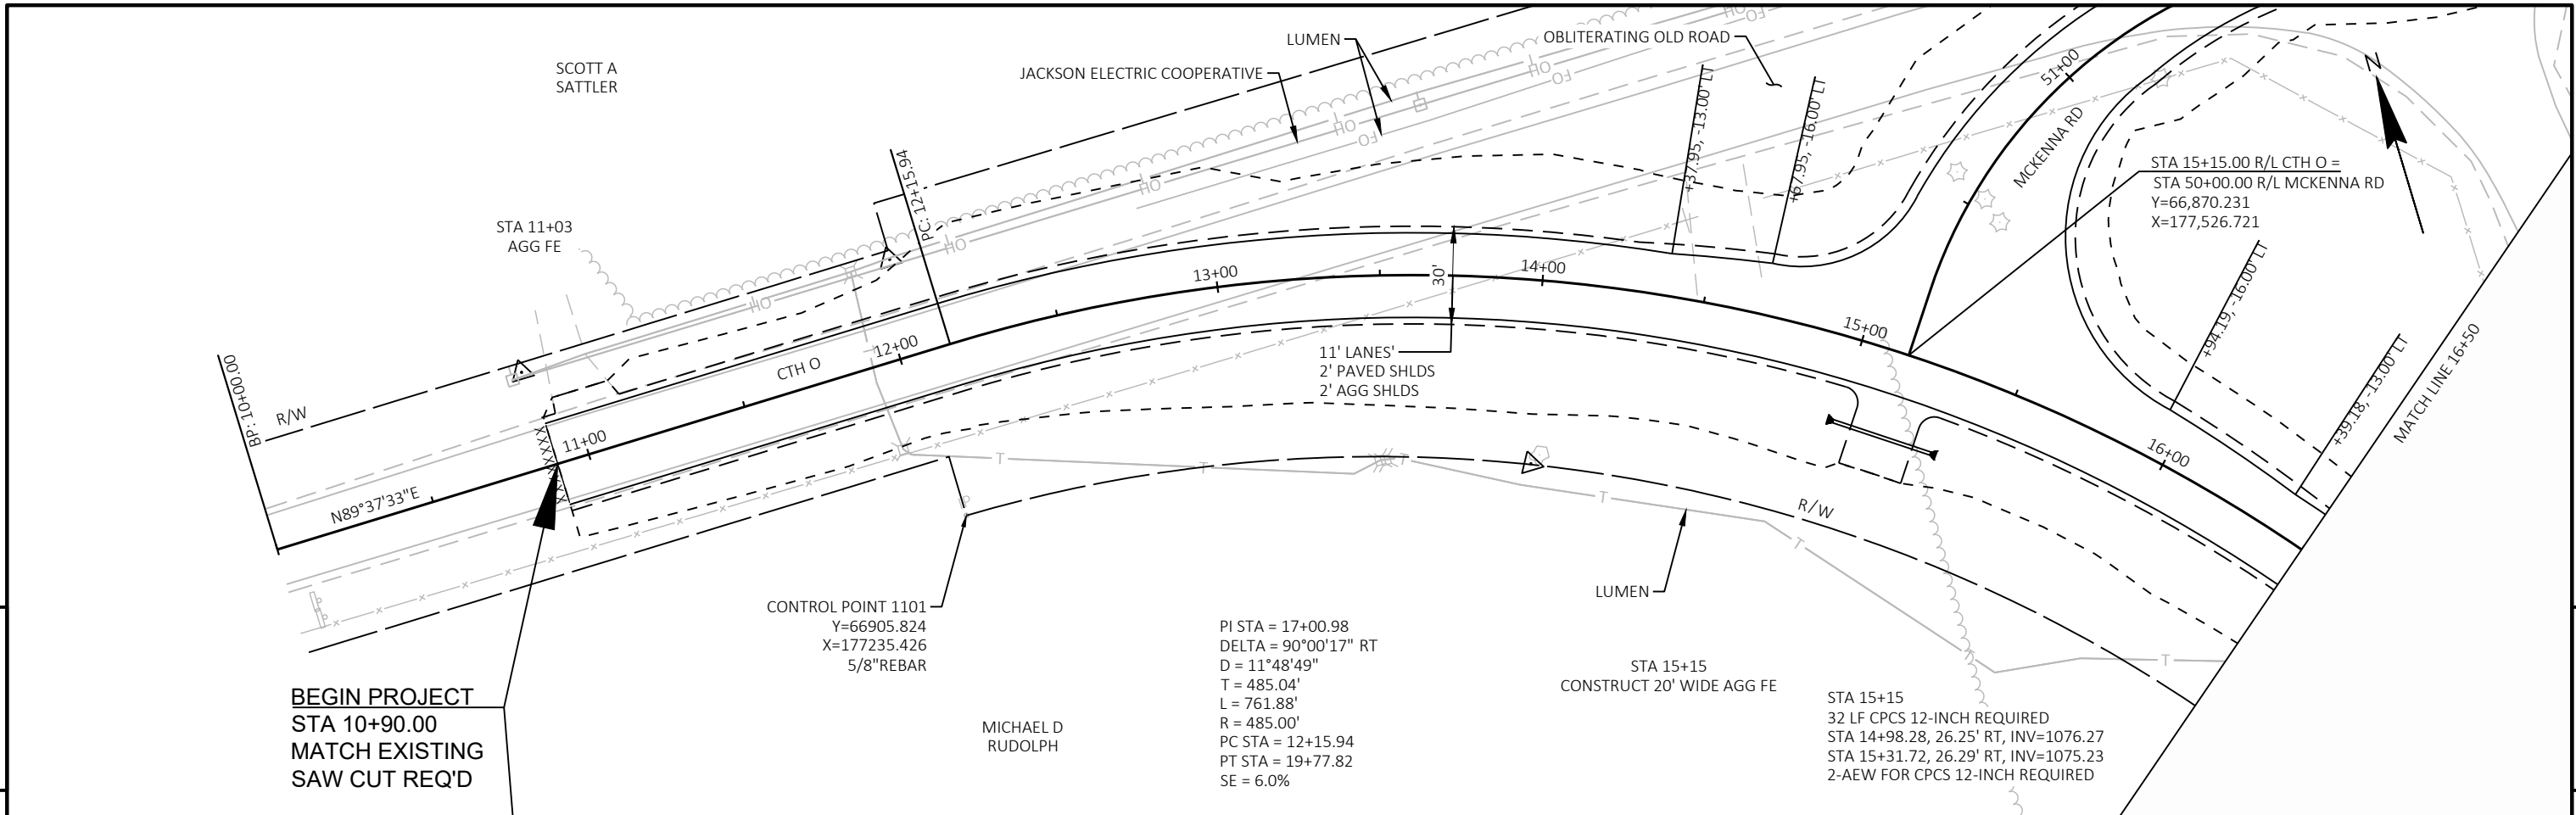 SCOTT A
SATTLER
LUMEN
OBLITERATING OLD ROAD
JACKSON ELECTRIC COOPERATIVE
OH
FO
OH
FO
OH
FO
OH
OH
OH
51+00
N
MCKENNA RD
+37.95, -13.00' LT
+67.95, -16.00' LT
STA 15+15.00 R/L CTH O =
STA 50+00.00 R/L MCKENNA RD
Y=66,870.231
X=177,526.721
PC: 12+15.94
STA 11+03
AGG FE
13+00
14+00
30'
15+00
+94.19, -16.00' LT
+39.18, -13.00' LT
MATCH LINE 16+50
16+00
12+00
CTH O
11' LANES'
2' PAVED SHLDS
2' AGG SHLDS
BP: 10+00.00
R/W
11+00
N89°37'33"E
T
T
T
T
T
T
R/W
LUMEN
CONTROL POINT 1101
Y=66905.824
X=177235.426
5/8"REBAR
PI STA = 17+00.98
DELTA = 90°00'17" RT
D = 11°48'49"
T = 485.04'
L = 761.88'
R = 485.00'
PC STA = 12+15.94
PT STA = 19+77.82
SE = 6.0%
STA 15+15
CONSTRUCT 20' WIDE AGG FE
BEGIN PROJECT
STA 10+90.00
MATCH EXISTING
SAW CUT REQ'D
MICHAEL D
RUDOLPH
STA 15+15
32 LF CPCS 12-INCH REQUIRED
STA 14+98.28, 26.25' RT, INV=1076.27
STA 15+31.72, 26.29' RT, INV=1075.23
2-AEW FOR CPCS 12-INCH REQUIRED